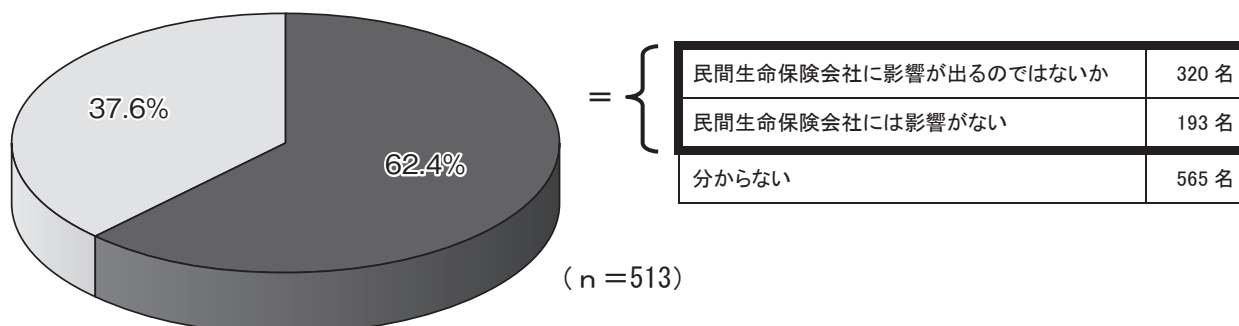 37.6%
62.4%
(n=513)
=
民間生命保険会社に影響が出るのではないか 320 名
民間生命保険会社には影響がない 193 名
分からない 565 名